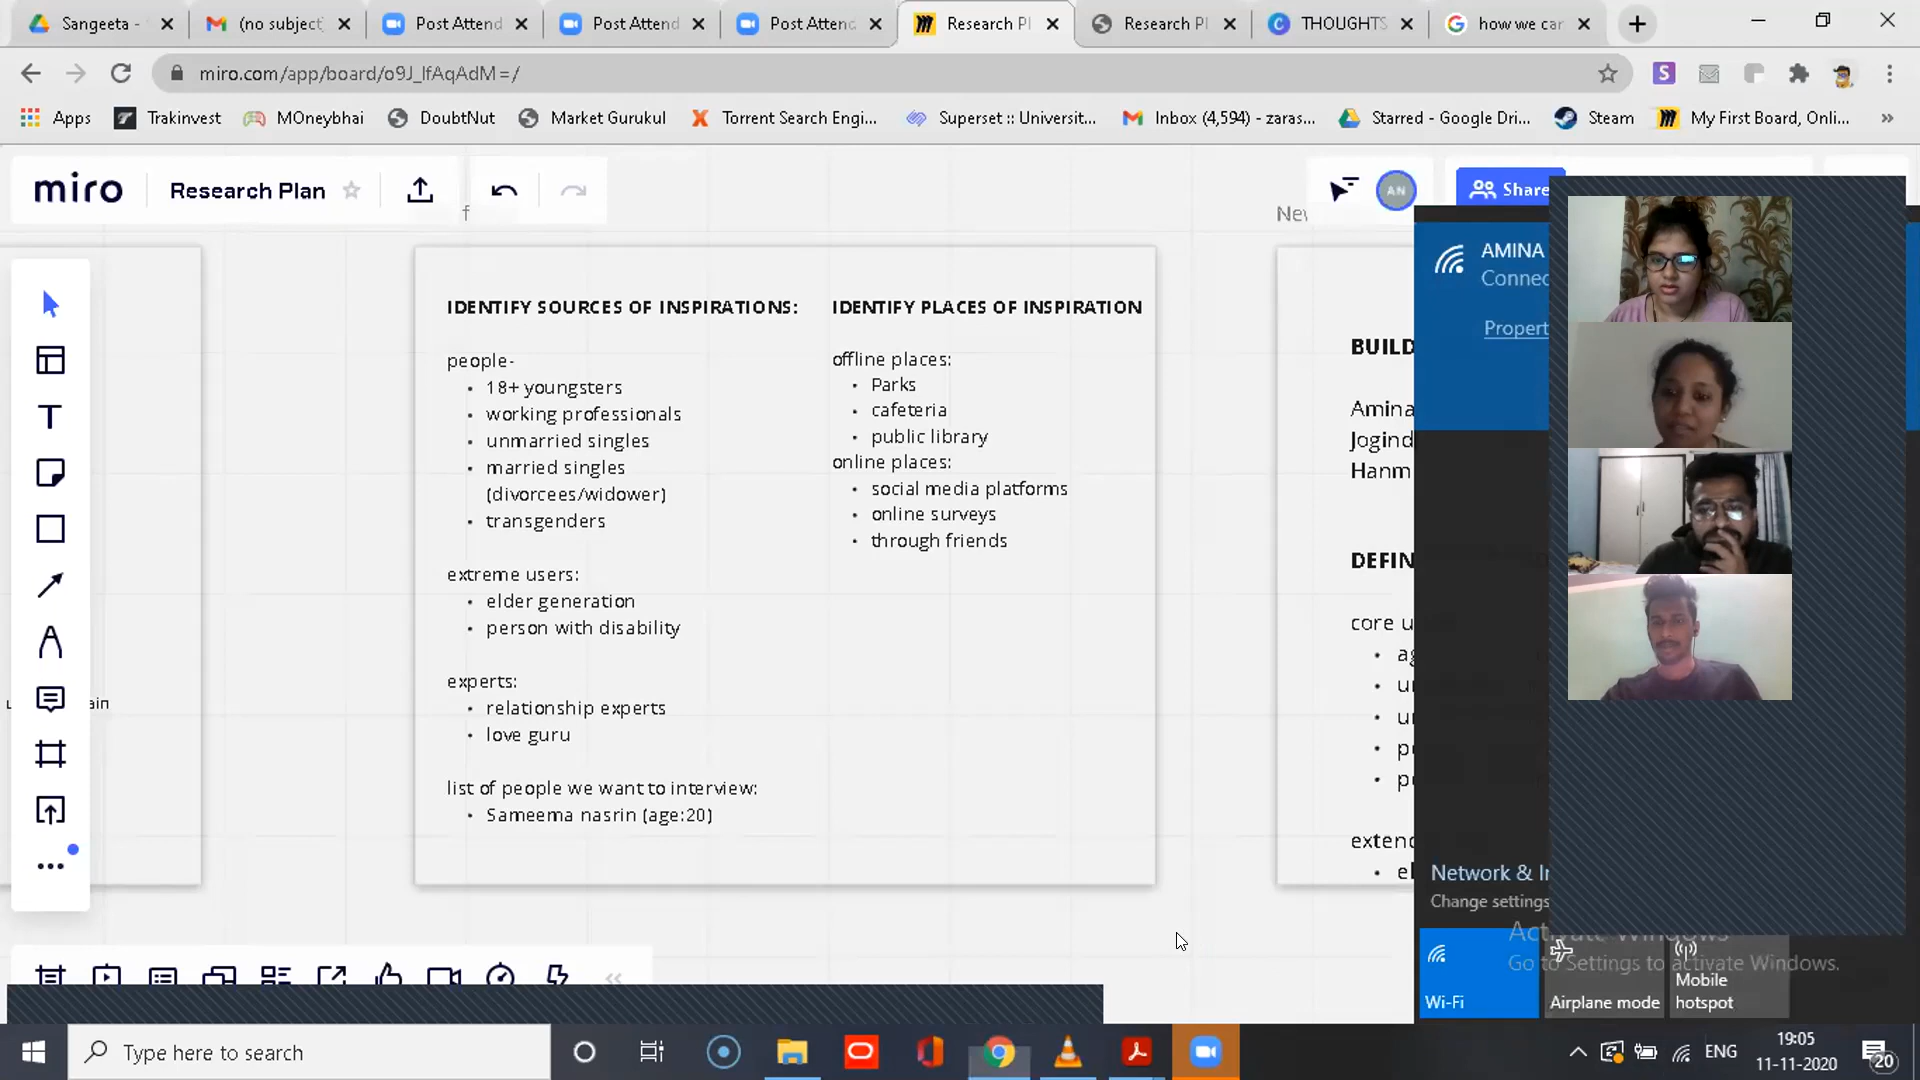 Sangeeta -
(no subject)
Post Attend
Post Attend
Post Attend
Research Pl
Research Pl
THOUGHTS
how we car
miro.com/app/board/o9J_lfAqAdM=/
Apps
Trakinvest
MOneybhai
DoubtNut
Market Gurukul
Torrent Search Engi...
Superset :: Universit...
Inbox (4,594) - zaras...
Starred - Google Dri...
Steam
My First Board, Onli...
miro
Research Plan
AN
Share
IDENTIFY SOURCES OF INSPIRATIONS:
people-
• 18+ youngsters
• working professionals
• unmarried singles
• married singles
(divorcees/widower)
• transgenders
extreme users:
• elder generation
• person with disability
experts:
• relationship experts
• love guru
list of people we want to interview:
• Sameema nasrin (age:20)
IDENTIFY PLACES OF INSPIRATION
offline places:
• Parks
• cafeteria
• public library
online places:
• social media platforms
• online surveys
• through friends
BUILD
Amina
Jogind
Hanm
DEFIN
core u
extend
AMINA
Connec
Propert
Network & In
Change settings
Activate Windows
Go to Settings to activate Windows.
Wi-Fi
Airplane mode
Mobile
hotspot
Type here to search
ENG
19:05
11-11-2020
20